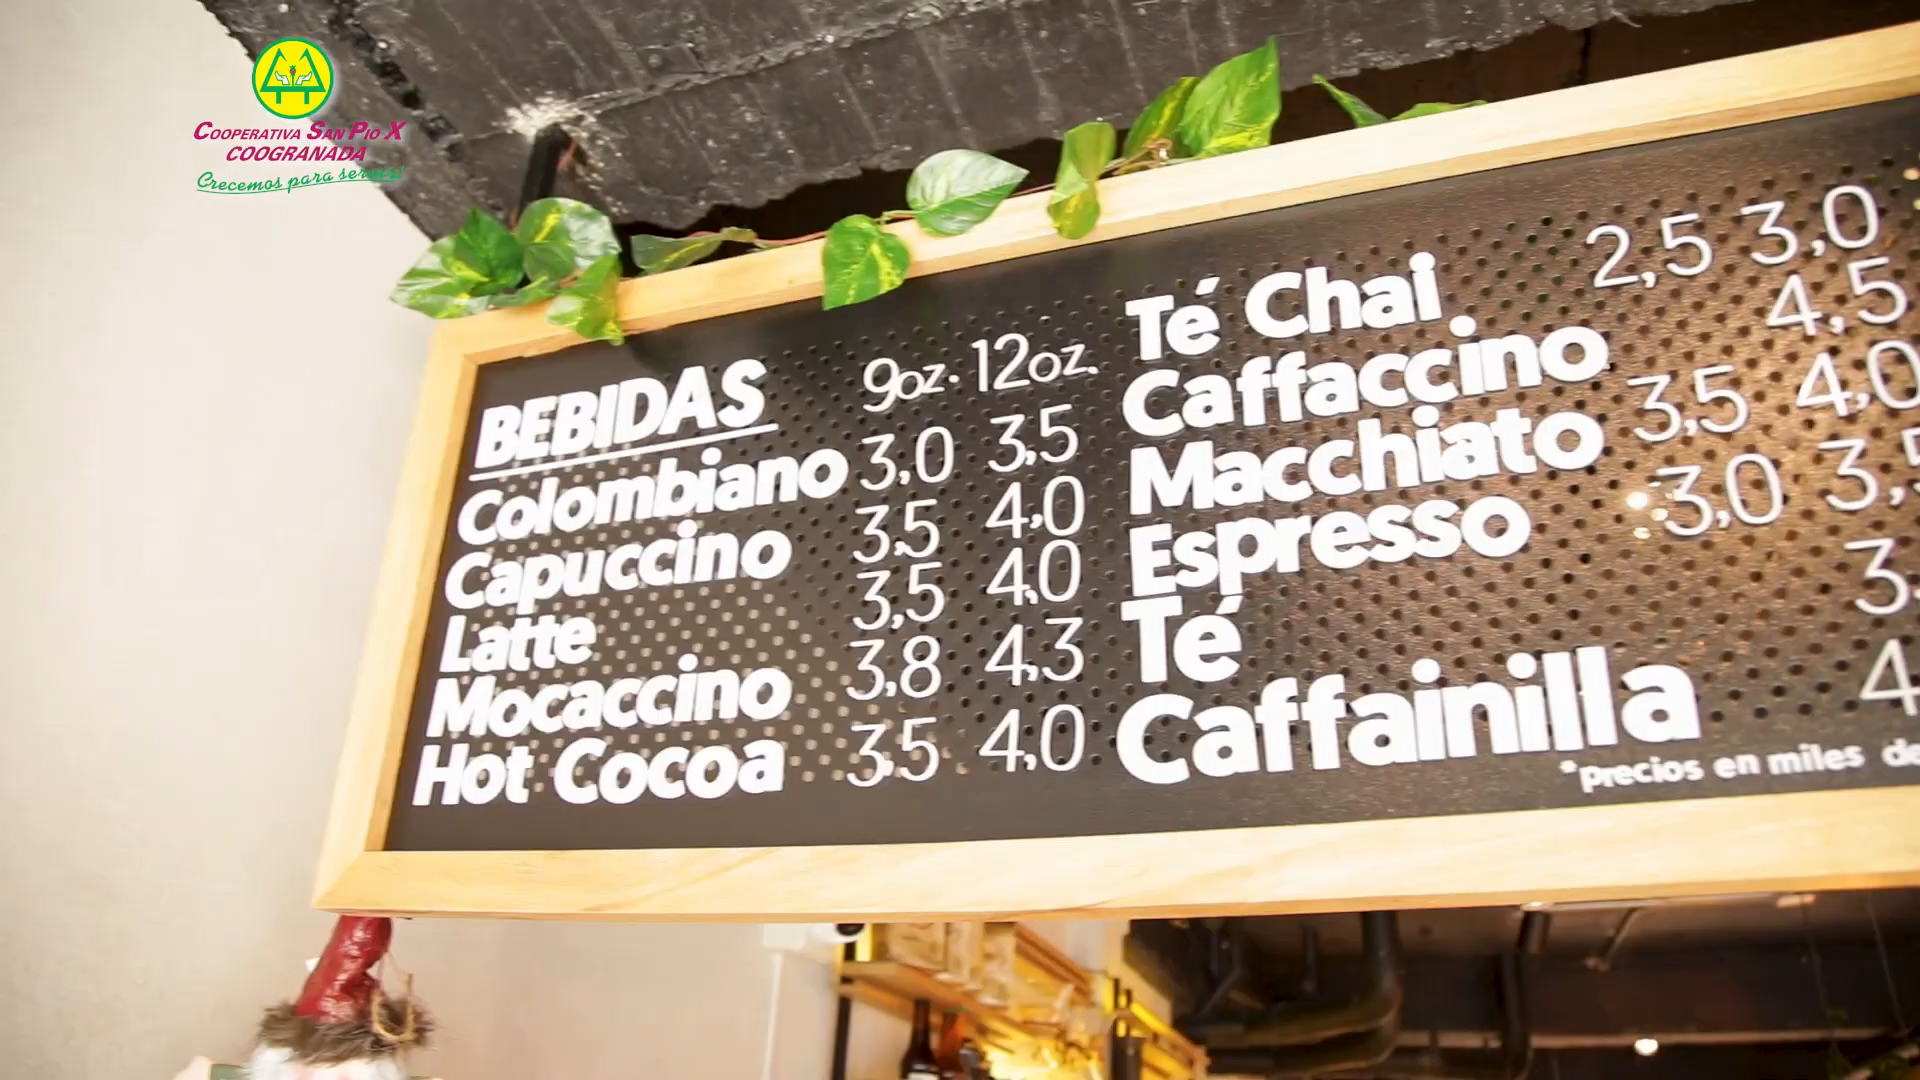 COOPERATIVA SAN PIO X
COOGRANADA
Crecemos para servir!
BEBIDAS 9oz. 12oz.
Colombiano 3,0 3,5
Capuccino 3,5 4,0
Latte 3,5 4,0
Mocaccino 3,8 4,3
Hot Cocoa 3,5 4,0
Té Chai 2,5 3,0
Caffaccino 4,5
Macchiato 3,5 4,0
Espresso 3,0 3,5
Té 3.
Caffainilla 4
*precios en miles de